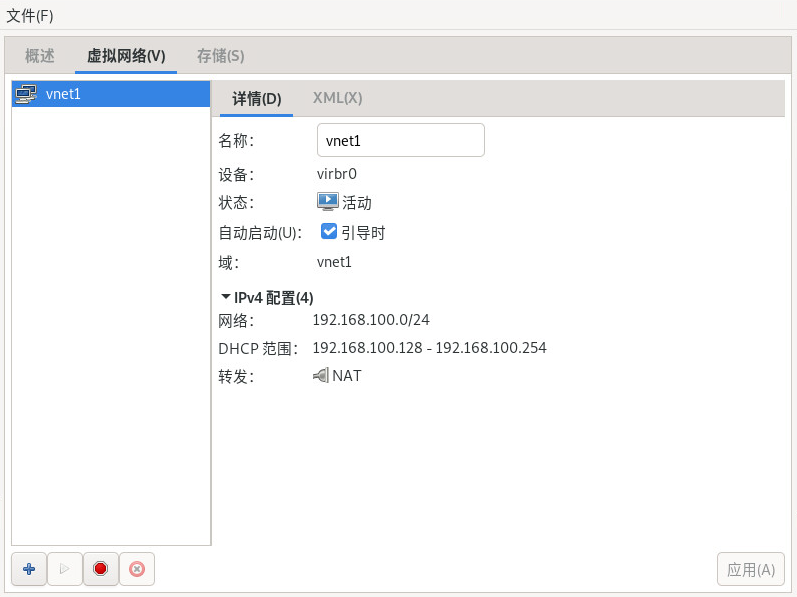 文件(F)
概述 虚拟网络(V) 存储(S)
vnet1
详情(D) XML(X)
名称： vnet1
设备： virbr0
状态： 活动
自动启动(U)： 引导时
域： vnet1
IPv4 配置(4)
网络： 192.168.100.0/24
DHCP 范围： 192.168.100.128 - 192.168.100.254
转发： NAT
应用(A)